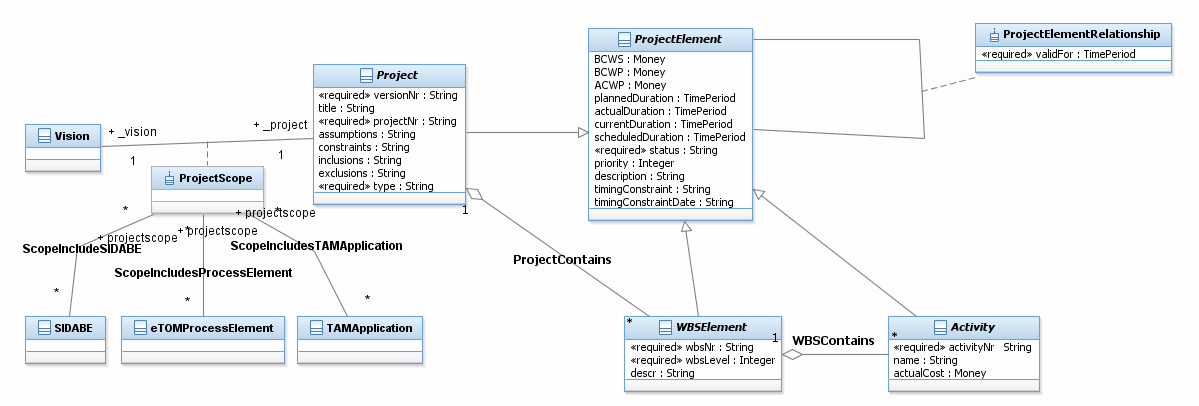 Vision
+ _vision
1
+ _project
1
ProjectScope
Project
«required» versionNr : String
title : String
«required» projectNr : String
assumptions : String
constraints : String
inclusions : String
exclusions : String
«required» type : String
1
ProjectElement
BCWS : Money
BCWP : Money
ACWP : Money
plannedDuration : TimePeriod
actualDuration : TimePeriod
currentDuration : TimePeriod
scheduledDuration : TimePeriod
«required» status : String
priority : Integer
description : String
timingConstraint : String
timingConstraintDate : String
ProjectElementRelationship
«required» validFor : TimePeriod
*
*
+ projectscope
+ projectscope
*
+ projectscope
ScopeIncludeSIDABE
ScopeIncludesTAMApplication
ScopeIncludesProcessElement
*
*
*
SIDABE
eTOMProcessElement
TAMApplication
ProjectContains
*
WBSElement
1
«required» wbsNr : String
«required» wbsLevel : Integer
descr : String
WBSContains
*
Activity
«required» activityNr String
name : String
actualCost : Money